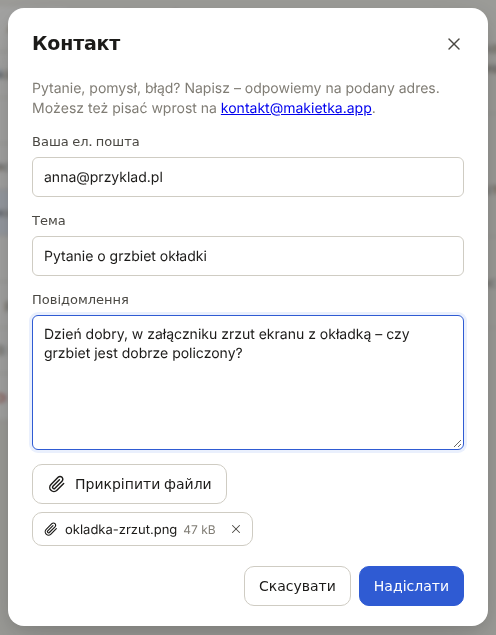 Контакт
Pytanie, pomysł, błąd? Napisz – odpowiemy na podany adres.
Możesz też pisać wprost na kontakt@makietka.app.
Ваша ел. пошта
anna@przyklad.pl
Тема
Pytanie o grzbiet okładki
Повідомлення
Dzień dobry, w załączniku zrzut ekranu z okładką – czy
grzbiet jest dobrze policzony?
Прикріпити файли
okladka-zrzut.png 47 kB
Скасувати Надіслати